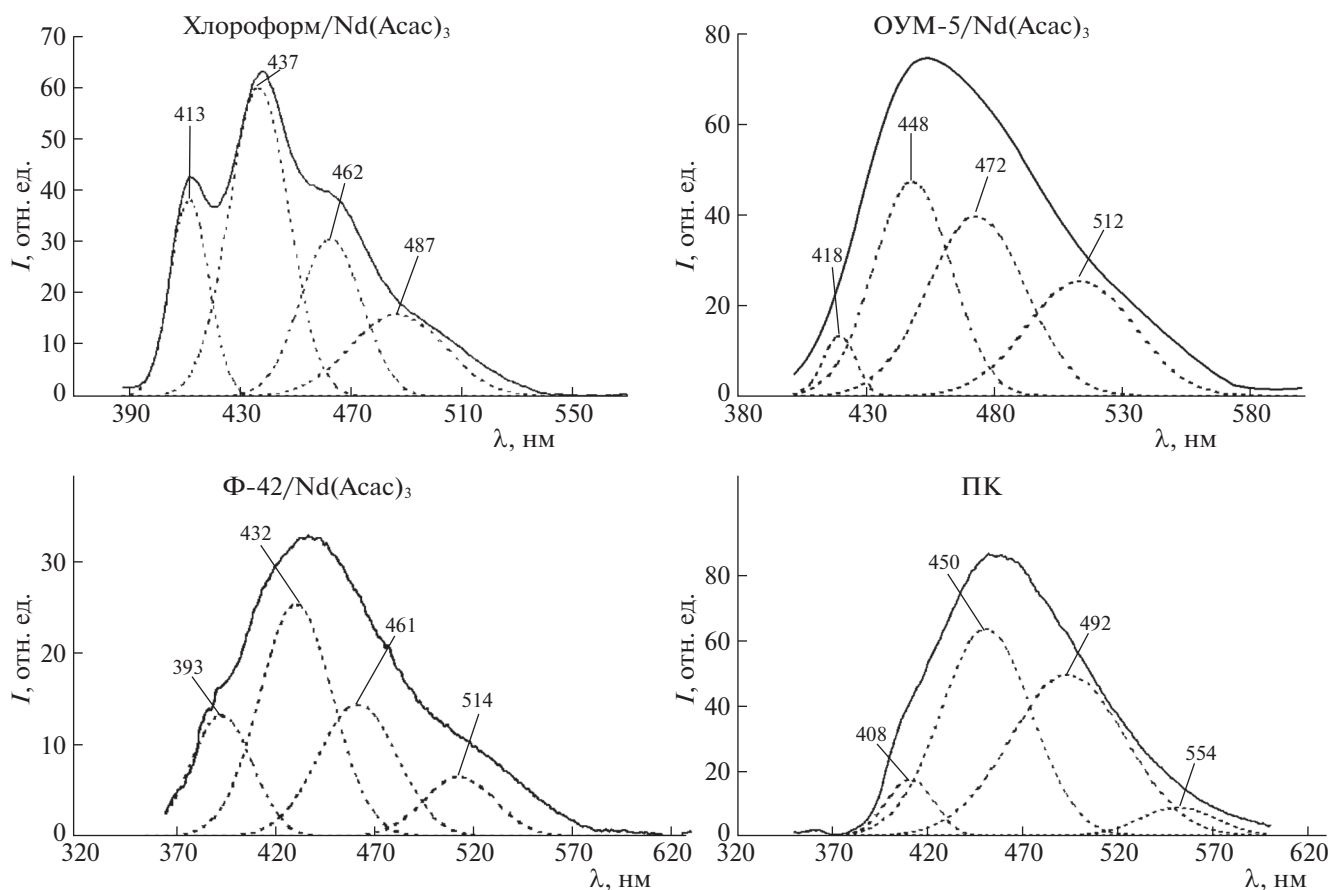 Хлороформ/Nd(Acac)₃
I, отн. ед.
70
60
50
40
30
20
10
0
413
437
462
487
390 430 470 510 550
λ, нм
ОУМ-5/Nd(Acac)₃
I, отн. ед.
80
60
40
20
0
418
448
472
512
380 430 480 530 580
λ, нм
Ф-42/Nd(Acac)₃
I, отн. ед.
30
20
10
0
393
432
461
514
320 370 420 470 520 570 620
λ, нм
ПК
I, отн. ед.
80
60
40
20
0
408
450
492
554
320 370 420 470 520 570 620
λ, нм